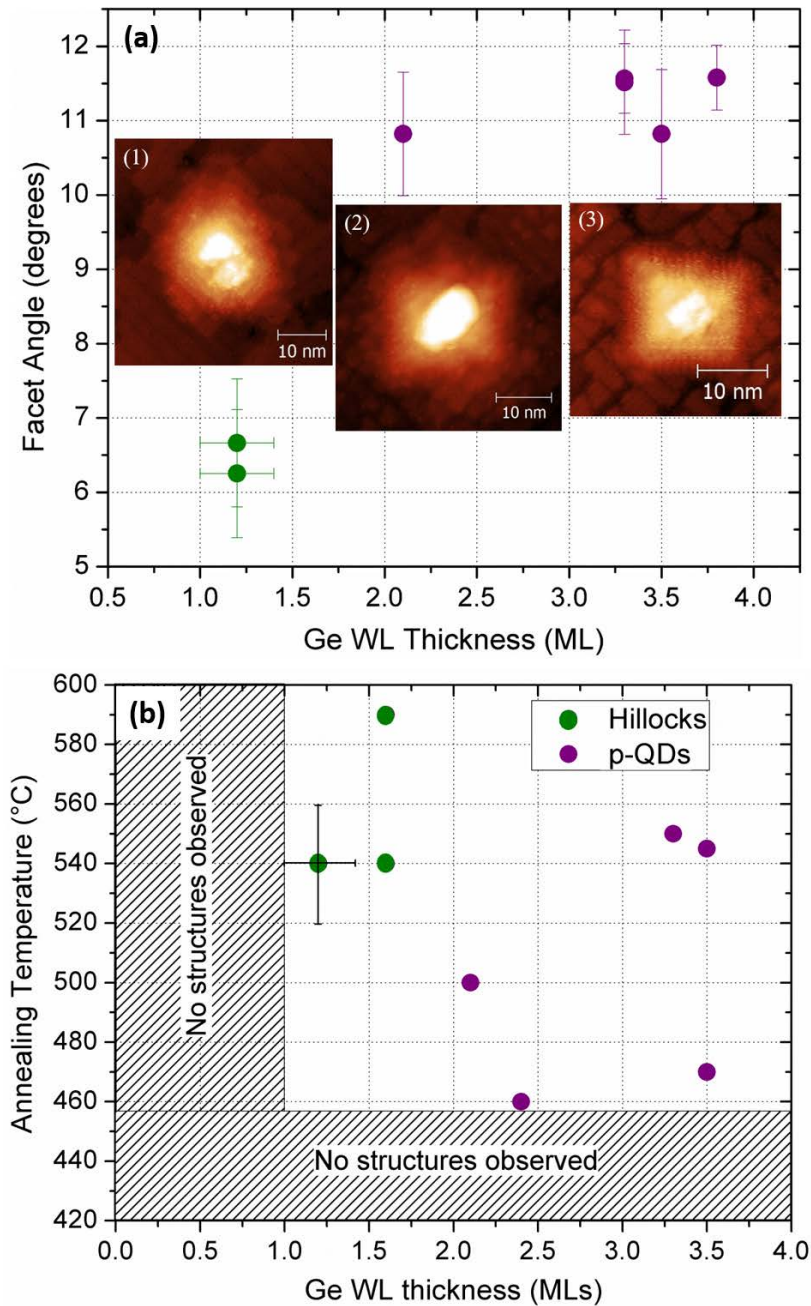 (a)
12
11
10
9
8
7
6
5
Facet Angle (degrees)
(1)
10 nm
(2)
10 nm
(3)
10 nm
0.5 1.0 1.5 2.0 2.5 3.0 3.5 4.0
Ge WL Thickness (ML)
(b)
600
580
560
540
520
500
480
460
440
420
Annealing Temperature (°C)
No structures observed
Hillocks
p-QDs
No structures observed
0.0 0.5 1.0 1.5 2.0 2.5 3.0 3.5 4.0
Ge WL thickness (MLs)